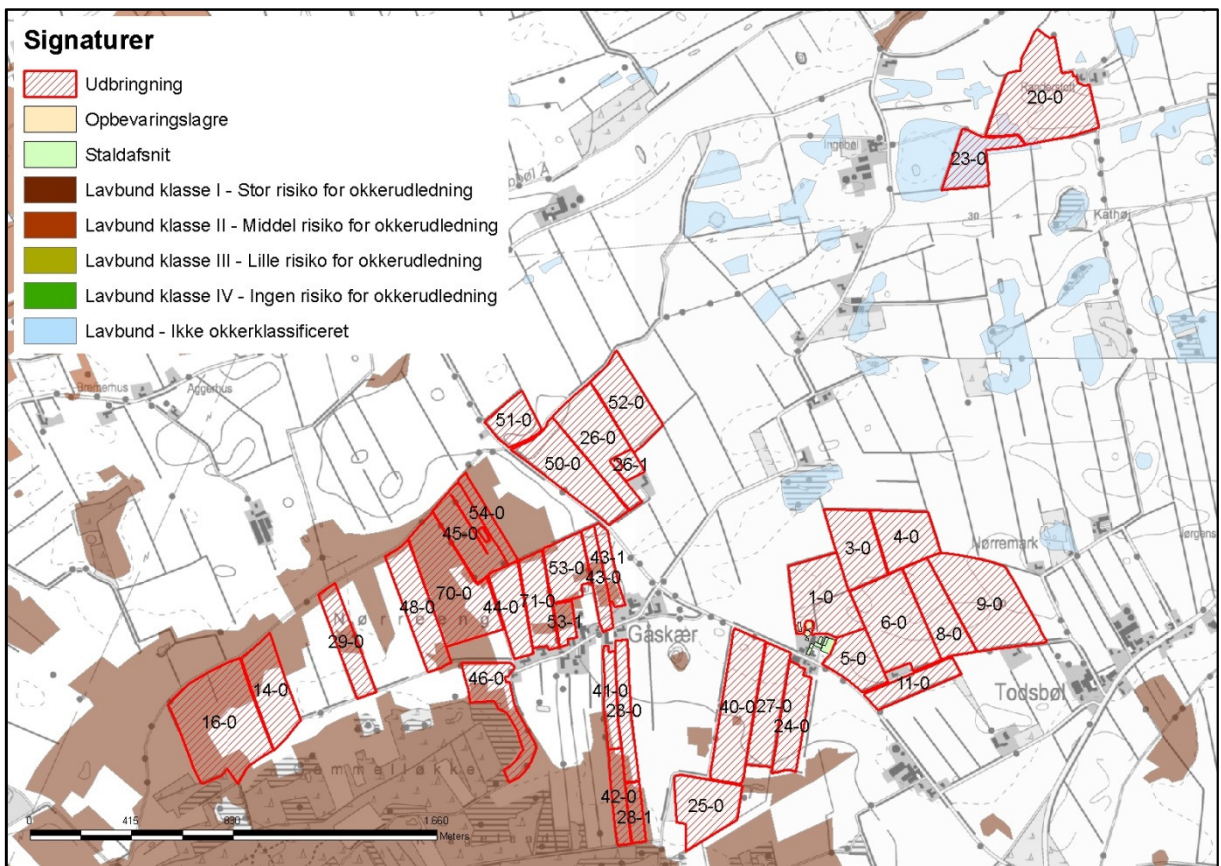 Signaturer
Udbringning
Opbevaringslagre
Staldafsnit
Lavbund klasse I - Stor risiko for okkerudledning
Lavbund klasse II - Middel risiko for okkerudledning
Lavbund klasse III - Lille risiko for okkerudledning
Lavbund klasse IV - Ingen risiko for okkerudledning
Lavbund - Ikke okkerklassificeret
20-0
Ingebøl
23-0
Kathøj
30
Bremerhus
Aggerhus
51-0
52-0
26-0
26-1
50-0
54-0
45-0
53-0
43-1
43-0
3-0
4-0
Nørremark
1-0
70-0
48-0
44-0
71-0
53-1
Nørreeng
29-0
Gåskær
6-0
9-0
8-0
5-0
14-0
16-0
46-0
41-0
28-0
40-0
27-0
24-0
11-0
Todsbøl
42-0
28-1
25-0
0 415 830 1.660
Meters